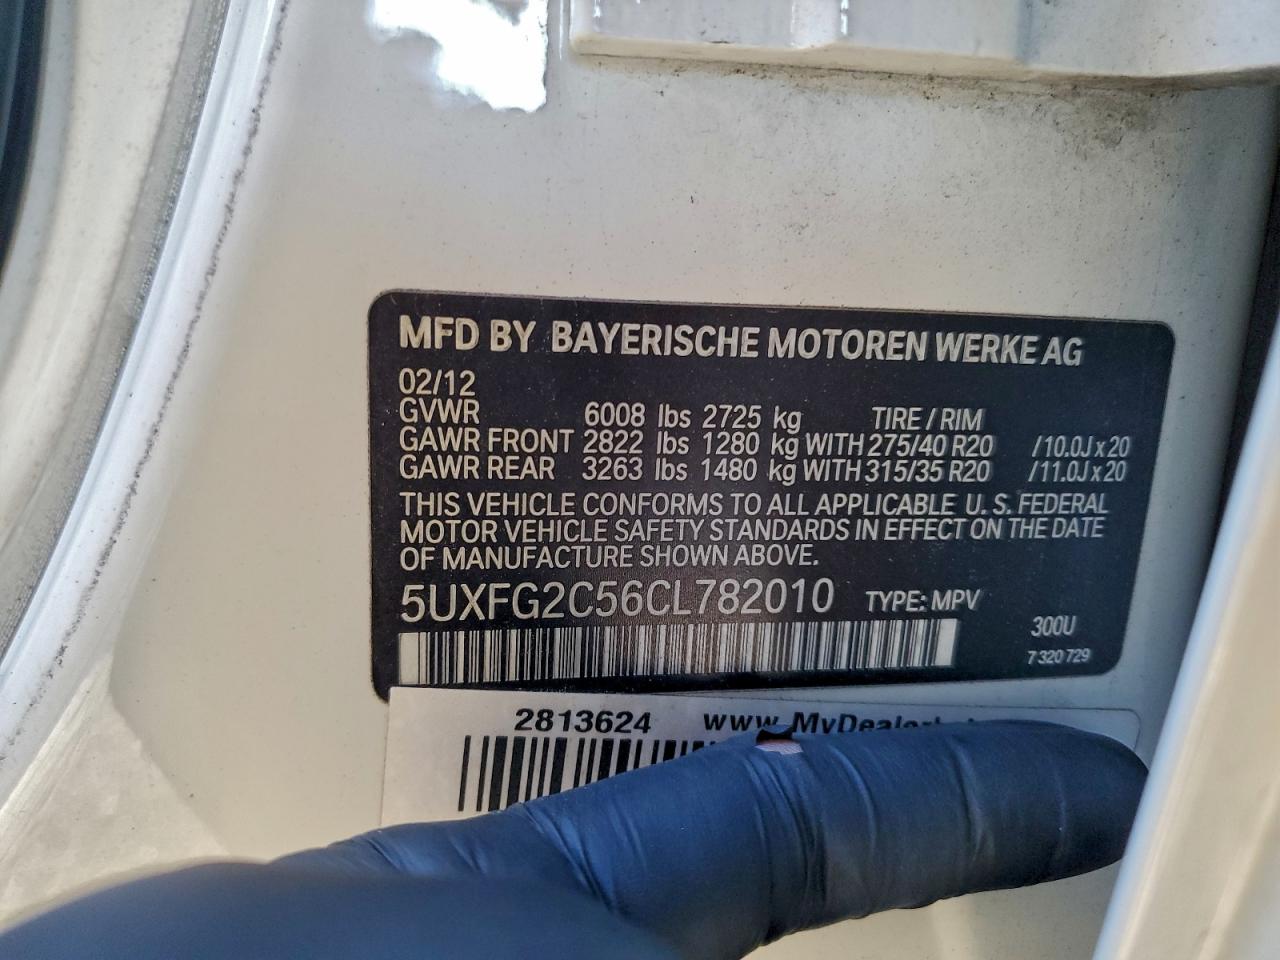 MFD BY BAYERISCHE MOTOREN WERKE AG
02/12
GVWR 6008 lbs 2725 kg TIRE / RIM
GAWR FRONT 2822 lbs 1280 kg WITH 275/40 R20 /10.0J x 20
GAWR REAR 3263 lbs 1480 kg WITH 315/35 R20 /11.0J x 20
THIS VEHICLE CONFORMS TO ALL APPLICABLE U.S. FEDERAL
MOTOR VEHICLE SAFETY STANDARDS IN EFFECT ON THE DATE
OF MANUFACTURE SHOWN ABOVE.
5UXFG2C56CL782010 TYPE: MPV
300U
7 320 729
2813624